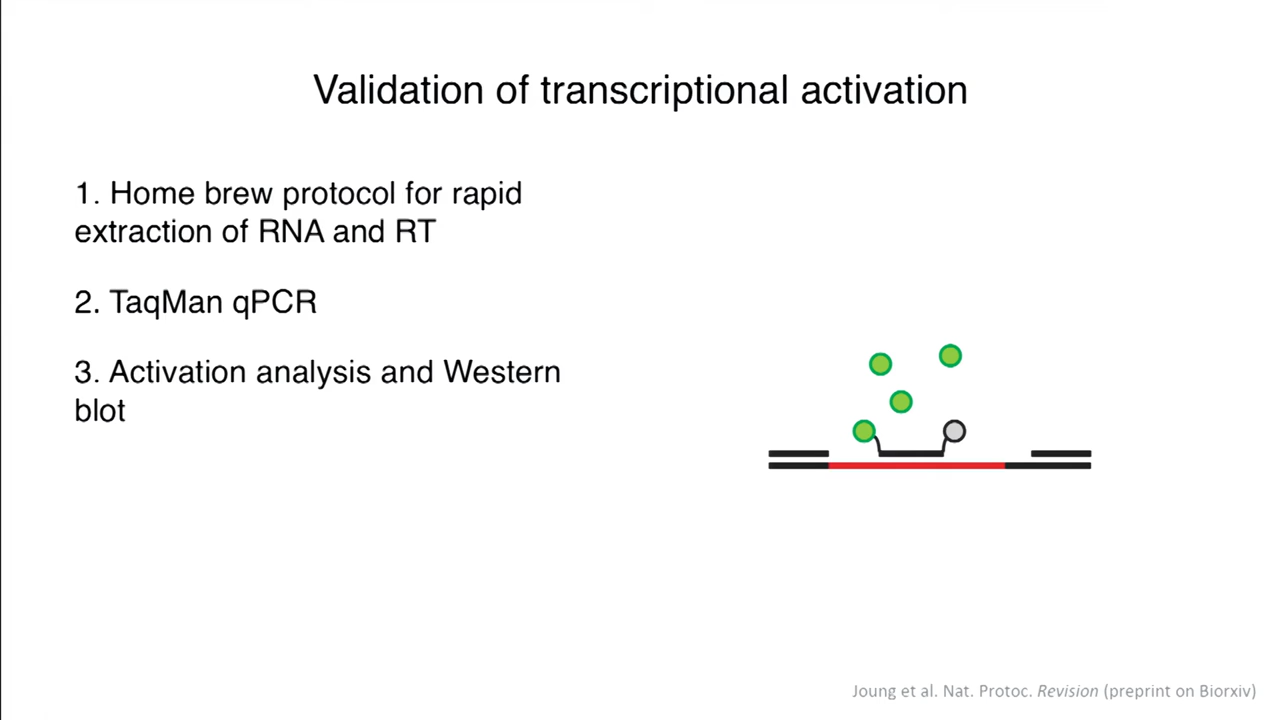 Validation of transcriptional activation
1. Home brew protocol for rapid
extraction of RNA and RT
2. TaqMan qPCR
3. Activation analysis and Western
blot
Joung et al. Nat. Protoc. Revision (preprint on Biorxiv)